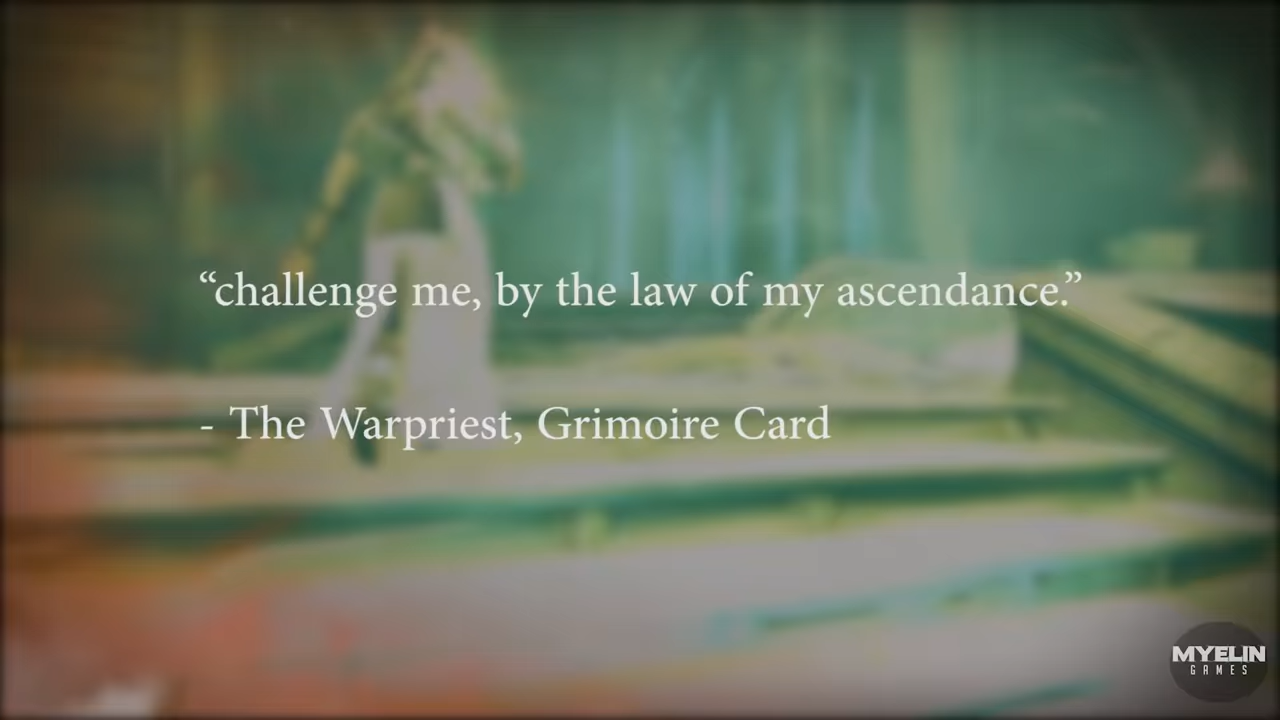 “challenge me, by the law of my ascendance.”
- The Warpriest, Grimoire Card
MYELIN
GAMES